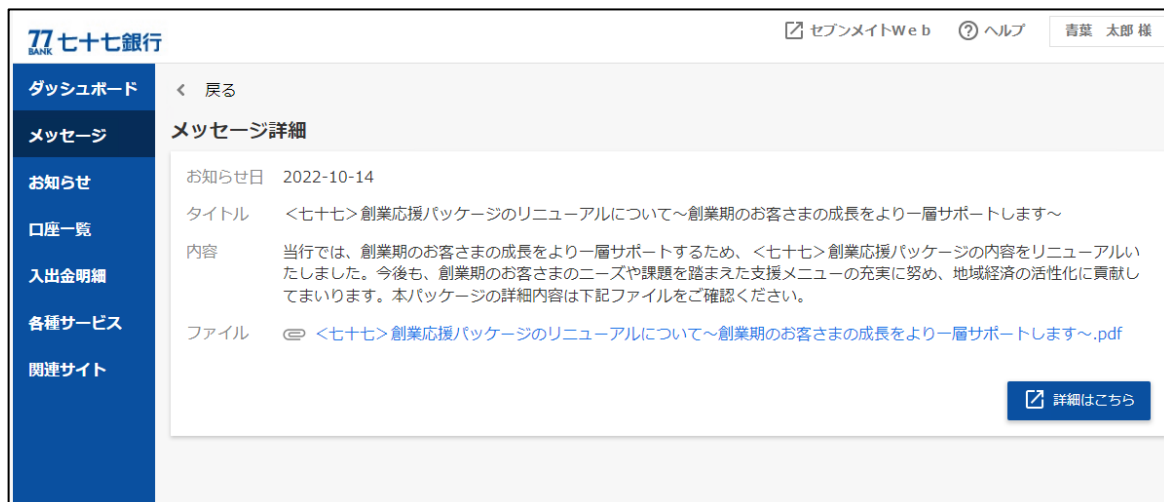 77 BANK 七十七銀行
セブンメイトWeb ヘルプ 青葉 太郎 様
ダッシュボード
メッセージ
お知らせ
口座一覧
入出金明細
各種サービス
関連サイト
戻る
メッセージ詳細
お知らせ日 2022-10-14
タイトル <七十七>創業応援パッケージのリニューアルについて~創業期のお客さまの成長をより一層サポートします~
内容 当行では、創業期のお客さまの成長をより一層サポートするため、<七十七>創業応援パッケージの内容をリニューアルい
たしました。今後も、創業期のお客さまのニーズや課題を踏まえた支援メニューの充実に努め、地域経済の活性化に貢献し
てまいります。本パッケージの詳細内容は下記ファイルをご確認ください。
ファイル <七十七>創業応援パッケージのリニューアルについて~創業期のお客さまの成長をより一層サポートします~.pdf
詳細はこちら